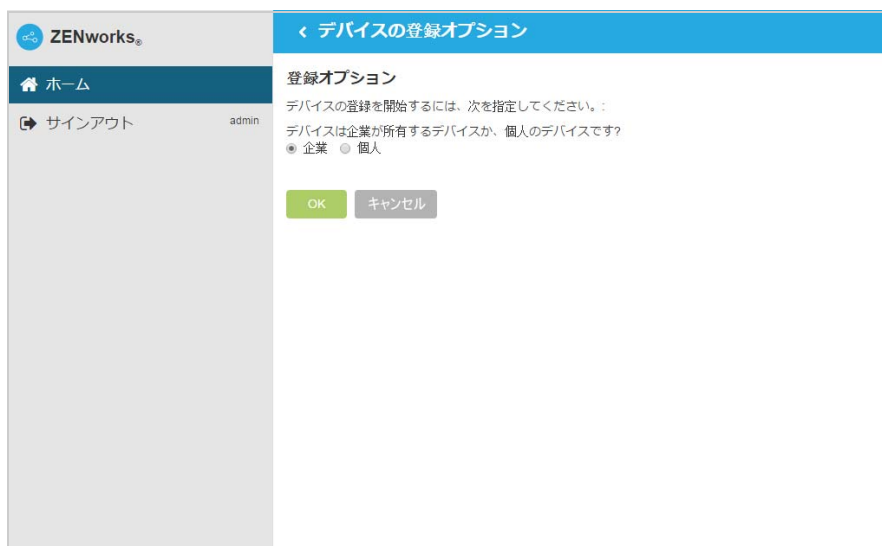 ZENworks®
ホーム
サインアウト admin
デバイスの登録オプション
登録オプション
デバイスの登録を開始するには、次を指定してください。:
デバイスは企業が所有するデバイスか、個人のデバイスです?
企業 個人
OK キャンセル